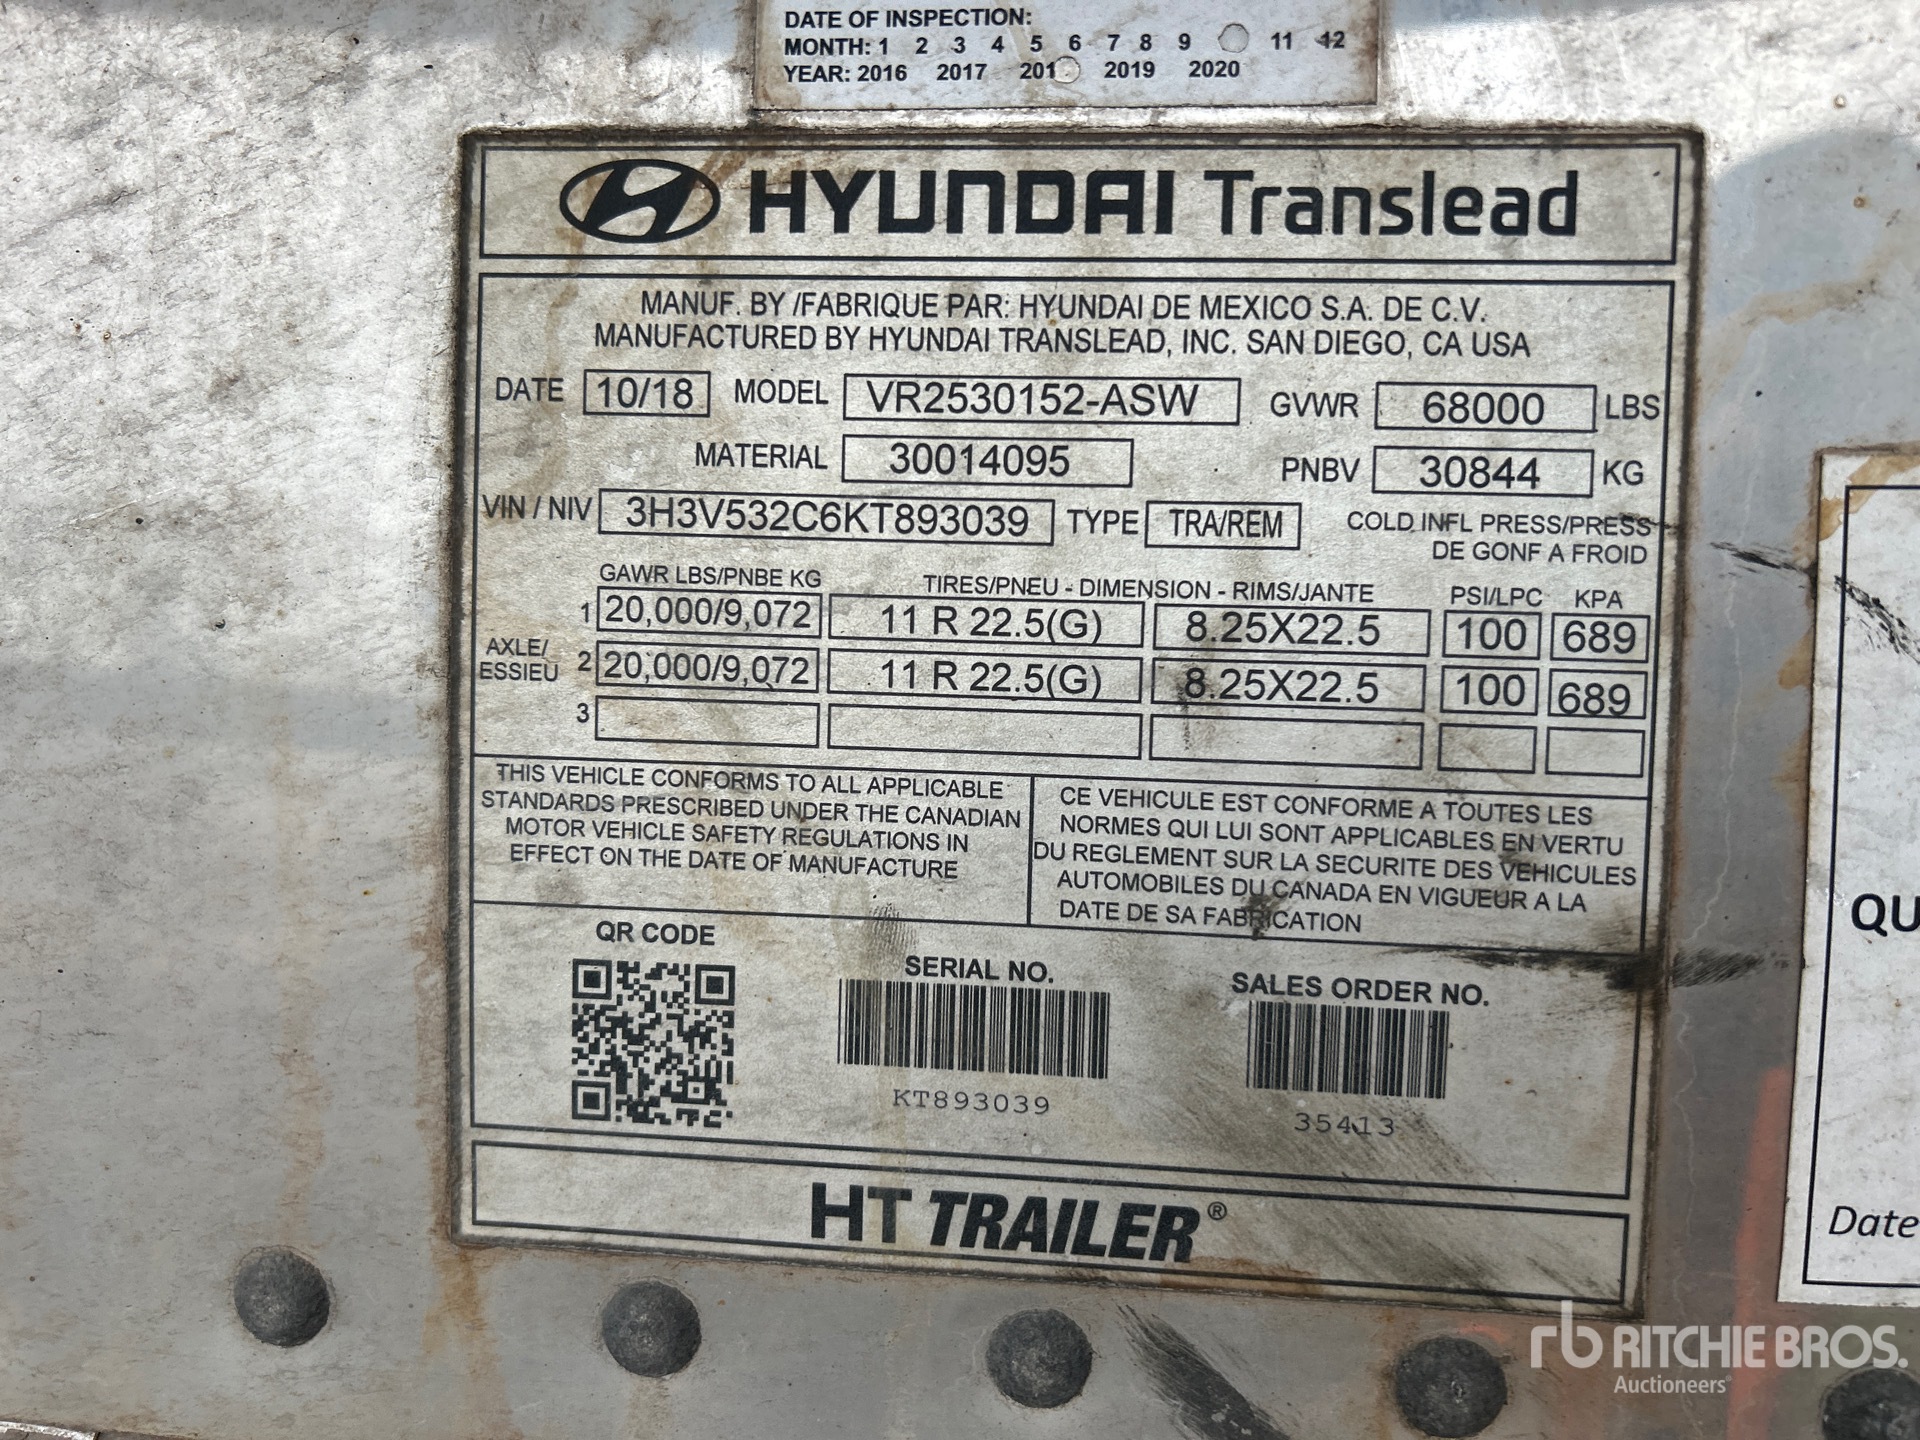 DATE OF INSPECTION:
MONTH: 1 2 3 4 5 6 7 8 9 11 12
YEAR: 2016 2017 201 2019 2020
HYUNDAI Translead
MANUF. BY /FABRIQUE PAR: HYUNDAI DE MEXICO S.A. DE C.V.
MANUFACTURED BY HYUNDAI TRANSLEAD, INC. SAN DIEGO, CA USA
DATE 10/18 MODEL VR2530152-ASW GVWR 68000 LBS
MATERIAL 30014095 PNBV 30844 KG
VIN / NIV 3H3V532C6KT893039 TYPE TRA/REM COLD INFL PRESS/PRESS
DE GONF A FROID
GAWR LBS/PNBE KG TIRES/PNEU - DIMENSION - RIMS/JANTE PSI/LPC KPA
1 20,000/9,072 11 R 22.5(G) 8.25X22.5 100 689
AXLE/
ESSIEU
2 20,000/9,072 11 R 22.5(G) 8.25X22.5 100 689
3
THIS VEHICLE CONFORMS TO ALL APPLICABLE
STANDARDS PRESCRIBED UNDER THE CANADIAN
MOTOR VEHICLE SAFETY REGULATIONS IN
EFFECT ON THE DATE OF MANUFACTURE
CE VEHICULE EST CONFORME A TOUTES LES
NORMES QUI LUI SONT APPLICABLES EN VERTU
DU REGLEMENT SUR LA SECURITE DES VEHICULES
AUTOMOBILES DU CANADA EN VIGUEUR A LA
DATE DE SA FABRICATION
QR CODE
SERIAL NO.
KT893039
SALES ORDER NO.
35413
HT TRAILER®
QU
Date
rb RITCHIE BROS.
Auctioneers